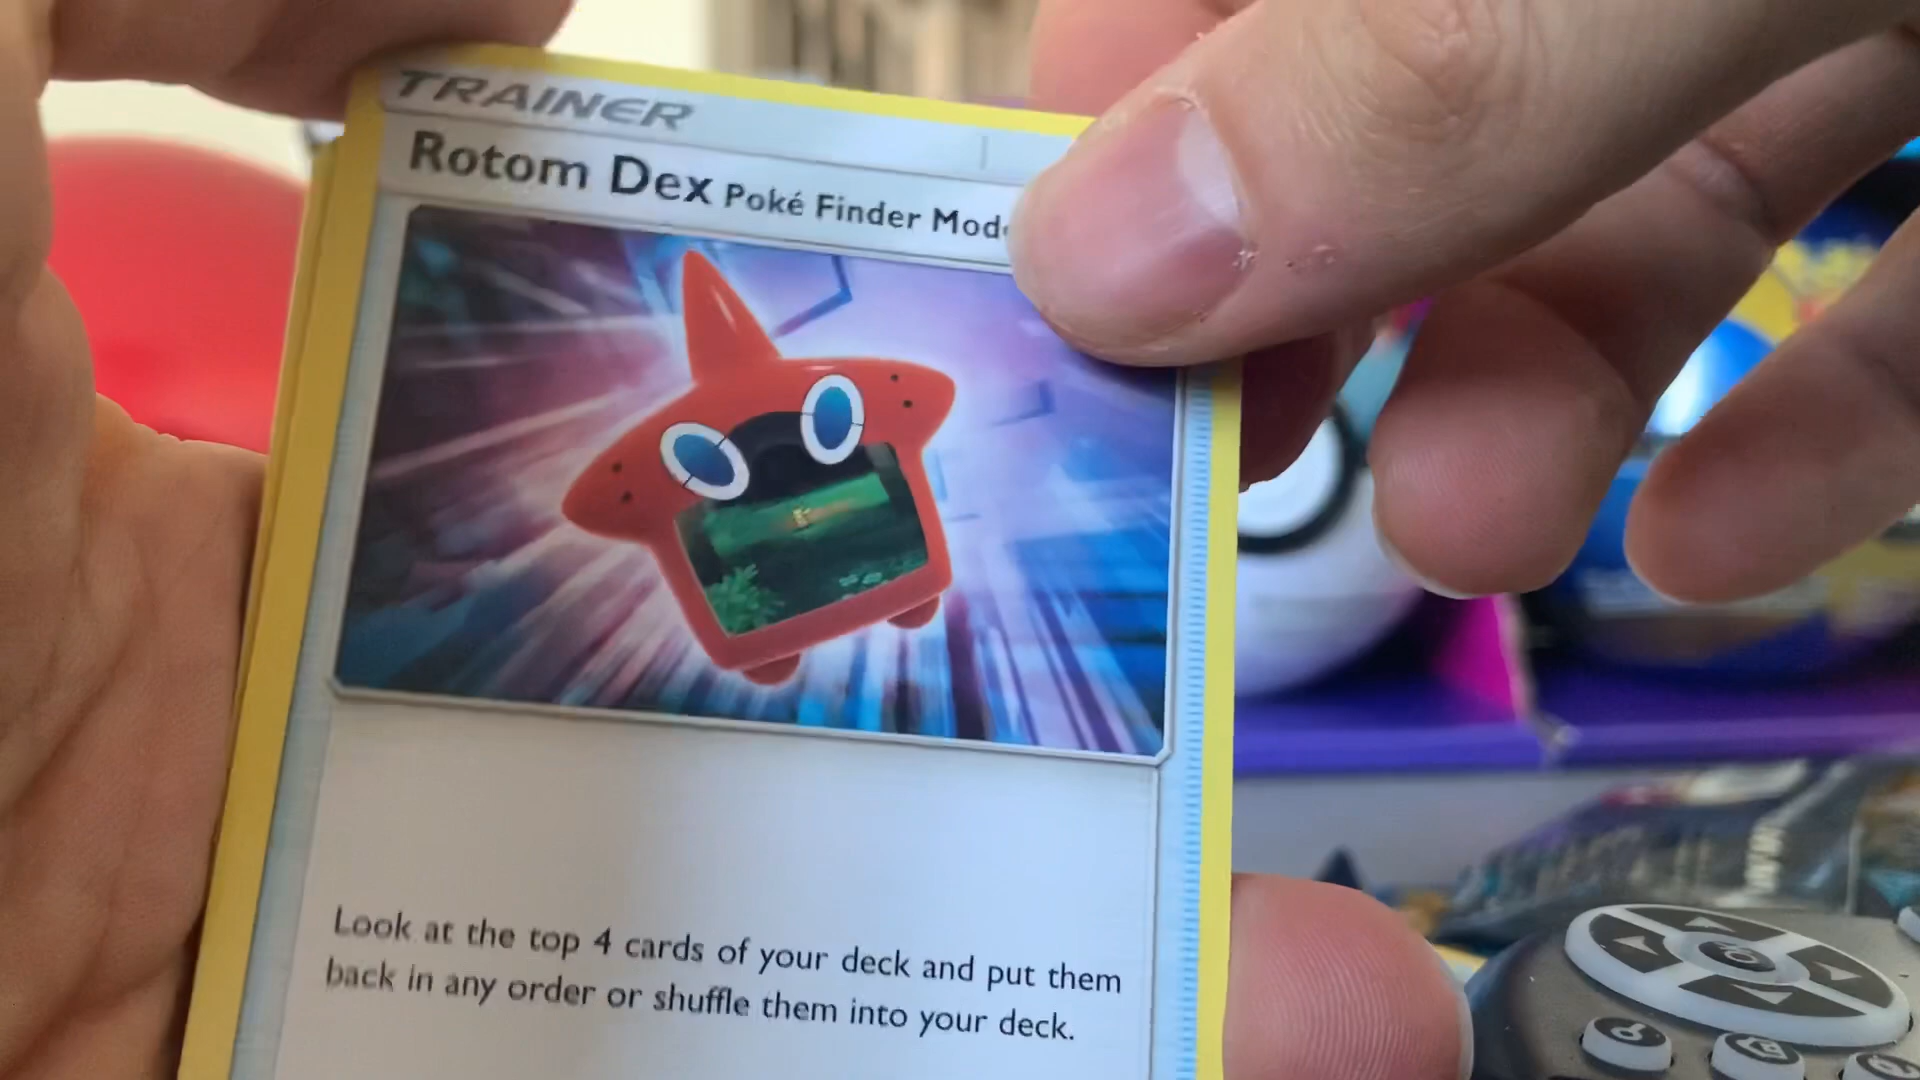 TRAINER
Rotom Dex Poké Finder Mod
Look at the top 4 cards of your deck and put them
back in any order or shuffle them into your deck.